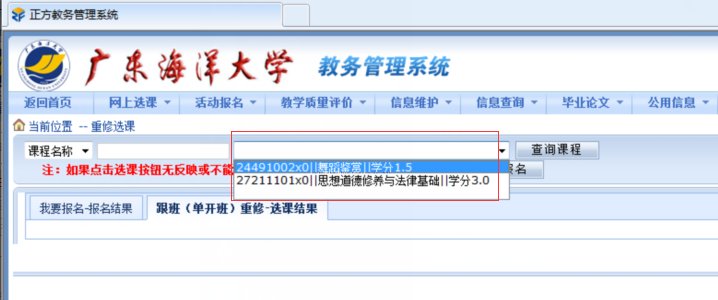 正方教务管理系统
广东海洋大学 教务管理系统
返回首页 网上选课 活动报名 教学质量评价 信息维护 信息查询 毕业论文 公用信息
当前位置 -- 重修选课
课程名称 查询课程
注：如果点击选课按钮无反映或不能 报名
24491002x0||舞蹈鉴赏||学分1.5
27211101x0||思想道德修养与法律基础||学分3.0
我要报名-报名结果 跟班（单开班）重修-选课结果